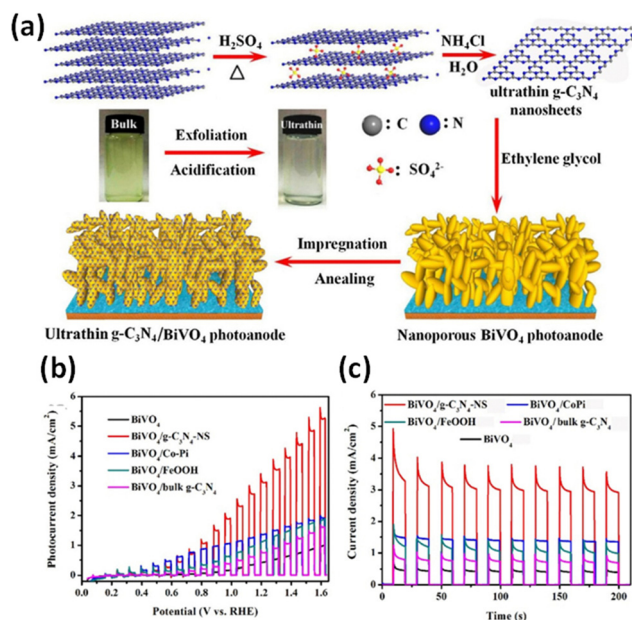 (a)
H₂SO₄
△
NH₄Cl
H₂O
ultrathin g-C₃N₄
nanosheets
Bulk
Exfoliation
Acidification
Ultrathin
: C
: N
: SO₄²⁻
Ethylene glycol
Impregnation
Anealing
Ultrathin g-C₃N₄/BiVO₄ photoanode
Nanoporous BiVO₄ photoanode
(b)
Photocurrent density (mA/cm²)
6
5
4
3
2
1
0
BiVO₄
BiVO₄/g-C₃N₄-NS
BiVO₄/Co-Pi
BiVO₄/FeOOH
BiVO₄/bulk g-C₃N₄
0.0 0.2 0.4 0.6 0.8 1.0 1.2 1.4 1.6
Potential (V vs. RHE)
(c)
Current density (mA/cm²)
6
5
4
3
2
1
0
BiVO₄/g-C₃N₄-NS BiVO₄/CoPi
BiVO₄/FeOOH BiVO₄/bulk g-C₃N₄
BiVO₄
0 50 100 150 200
Time (s)